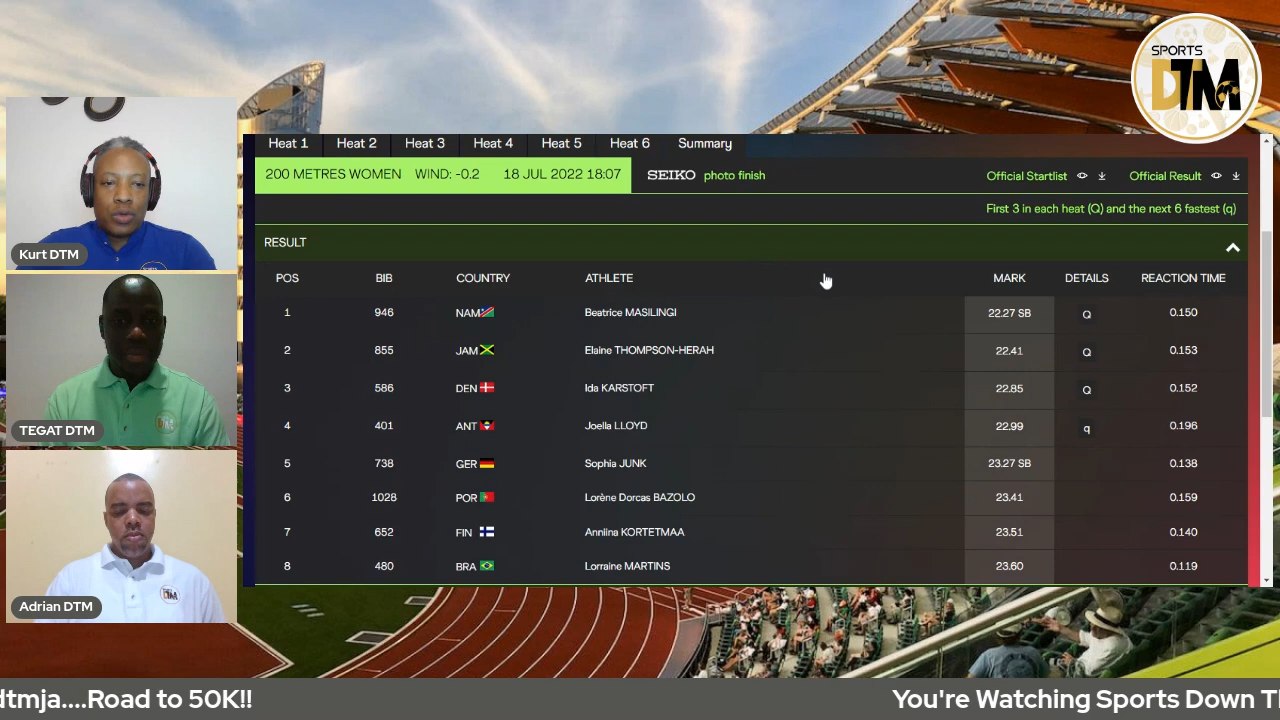 SPORTS
DTM
Heat 1 Heat 2 Heat 3 Heat 4 Heat 5 Heat 6 Summary
200 METRES WOMEN WIND: -0.2 18 JUL 2022 18:07 SEIKO photo finish Official Startlist Official Result
First 3 in each heat (Q) and the next 6 fastest (q)
RESULT
POS BIB COUNTRY ATHLETE MARK DETAILS REACTION TIME
1 946 NAM Beatrice MASILINGI 22.27 SB Q 0.150
2 855 JAM Elaine THOMPSON-HERAH 22.41 Q 0.153
3 586 DEN Ida KARSTOFT 22.85 Q 0.152
4 401 ANT Joella LLOYD 22.99 q 0.196
5 738 GER Sophia JUNK 23.27 SB 0.138
6 1028 POR Lorène Dorcas BAZOLO 23.41 0.159
7 652 FIN Anniina KORTETMAA 23.51 0.140
8 480 BRA Lorraine MARTINS 23.60 0.119
Kurt DTM
TEGAT DTM
DTM
Adrian DTM
dtmja....Road to 50K!! You're Watching Sports Down T